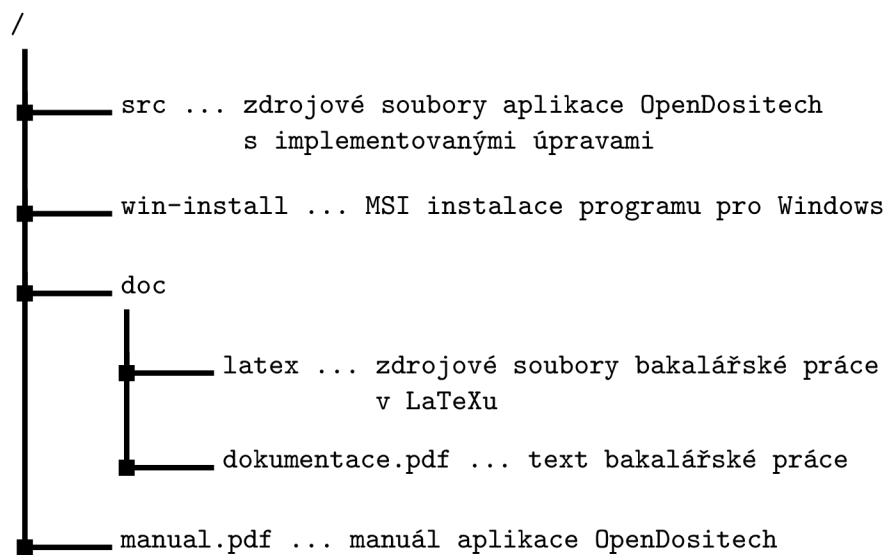 /
src ... zdrojové soubory aplikace OpenDositech
s implementovanými úpravami
win-install ... MSI instalace programu pro Windows
doc
latex ... zdrojové soubory bakalářské práce
v LaTeXu
dokumentace.pdf ... text bakalářské práce
manual.pdf ... manuál aplikace OpenDositech